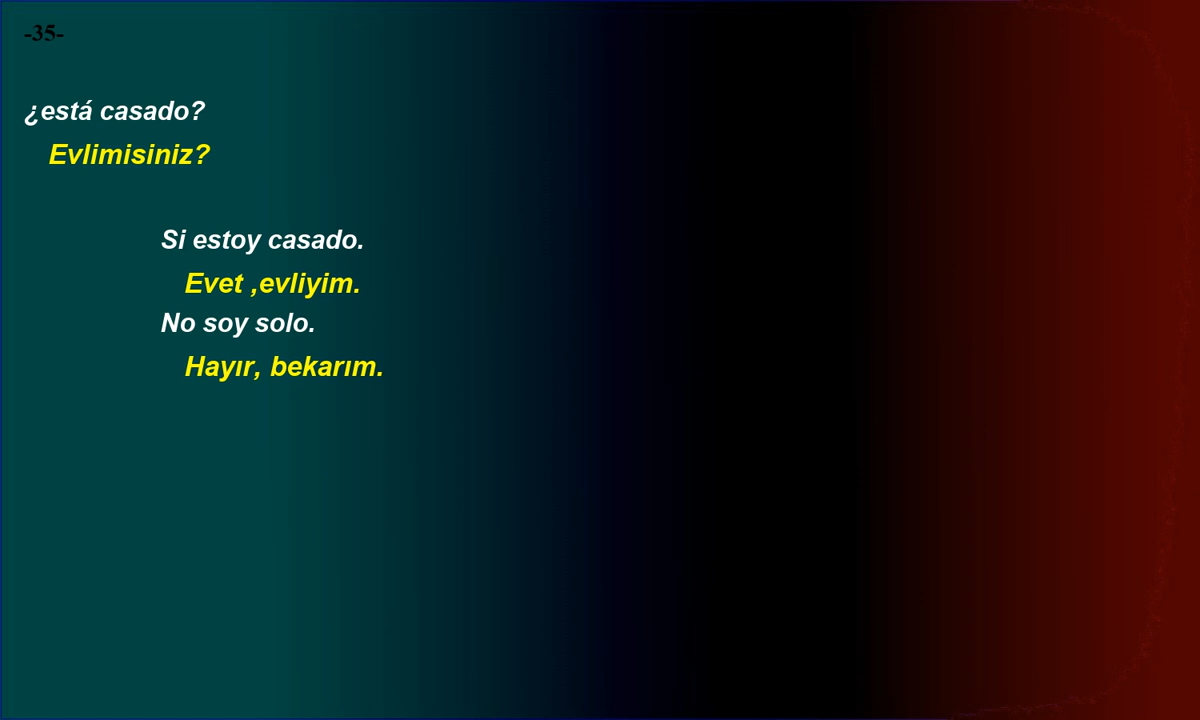 -35-
¿está casado?
Evlimisiniz?
Si estoy casado.
Evet ,evliyim.
No soy solo.
Hayır, bekarım.